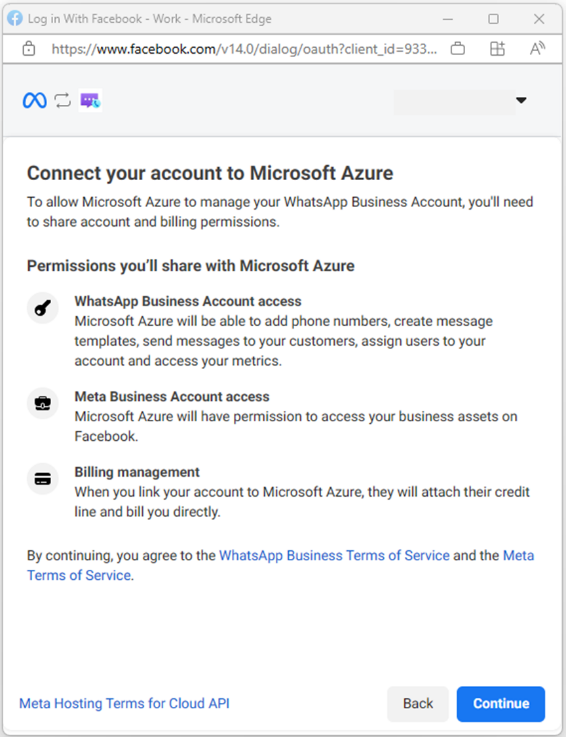 Log in With Facebook - Work - Microsoft Edge
https://www.facebook.com/v14.0/dialog/oauth?client_id=933...
Connect your account to Microsoft Azure
To allow Microsoft Azure to manage your WhatsApp Business Account, you'll need
to share account and billing permissions.
Permissions you'll share with Microsoft Azure
WhatsApp Business Account access
Microsoft Azure will be able to add phone numbers, create message
templates, send messages to your customers, assign users to your
account and access your metrics.
Meta Business Account access
Microsoft Azure will have permission to access your business assets on
Facebook.
Billing management
When you link your account to Microsoft Azure, they will attach their credit
line and bill you directly.
By continuing, you agree to the WhatsApp Business Terms of Service and the Meta
Terms of Service.
Meta Hosting Terms for Cloud API
Back
Continue